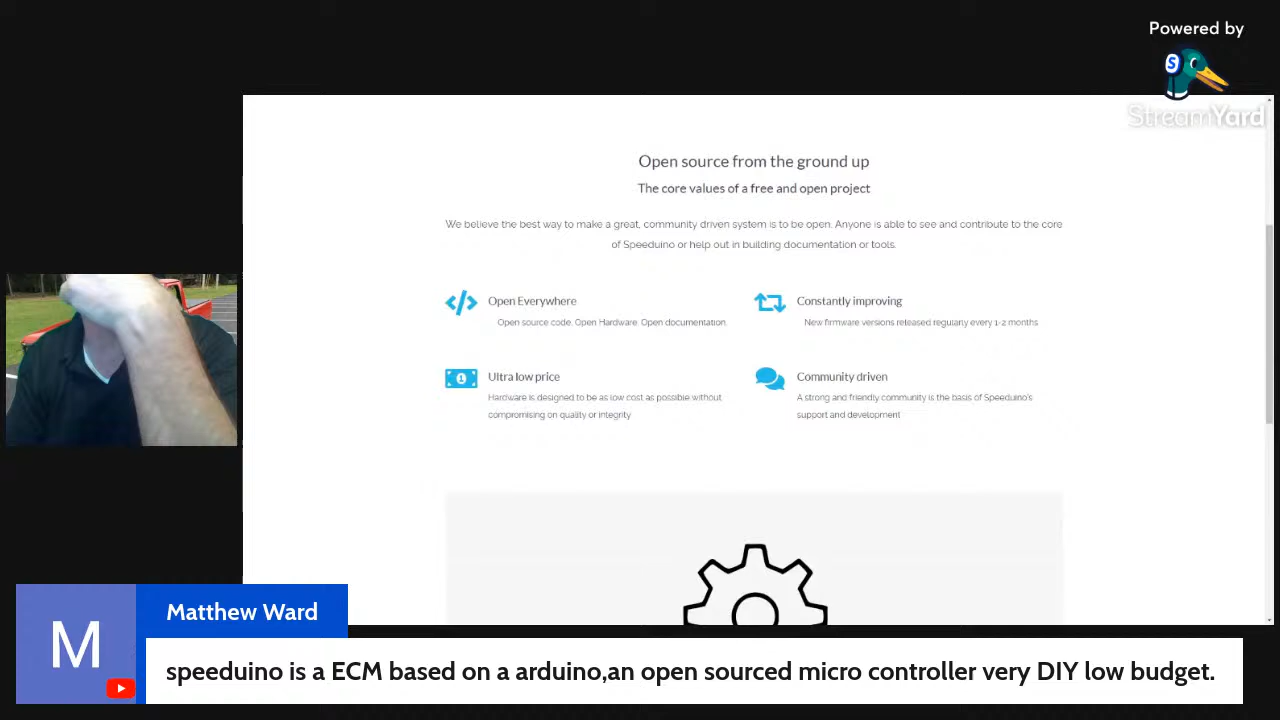 Powered by
StreamYard
Open source from the ground up
The core values of a free and open project
We believe the best way to make a great, community driven system is to be open. Anyone is able to see and contribute to the core
of Speeduino or help out in building documentation or tools.
Open Everywhere
Open source code. Open Hardware. Open documentation.
Constantly improving
New firmware versions released regularly every 1-2 months
Ultra low price
Hardware is designed to be as low cost as possible without
compromising on quality or integrity
Community driven
A strong and friendly community is the basis of Speeduino's
support and development
Matthew Ward
M
speeduino is a ECM based on a arduino,an open sourced micro controller very DIY low budget.